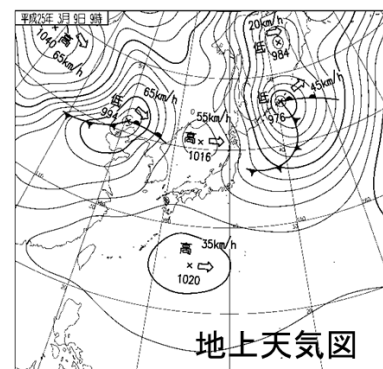 平成25年 3月 9日 9時
高
1040
65km/h
20km/h
低
984
低
994
65km/h
55km/h
高
1016
低
976
45km/h
高
35km/h
1020
地上天気図